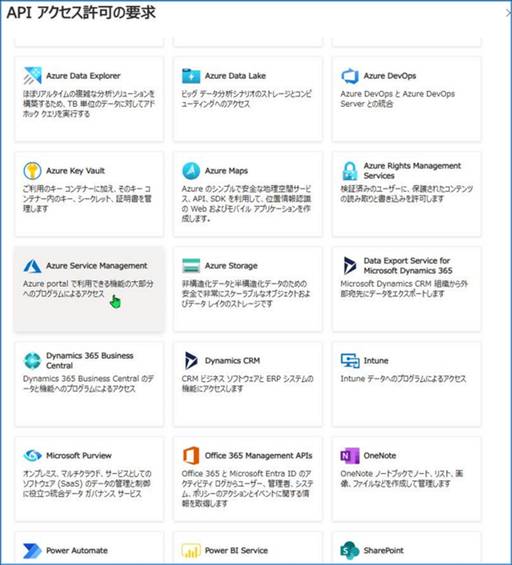 API アクセス許可の要求
Azure Data Explorer
ほぼリアルタイムの複雑な分析ソリューションを
構築するため、TB 単位のデータに対してアド
ホック クエリを実行する
Azure Data Lake
ビッグ データ分析シナリオのストレージとコンピ
ューティングへのアクセス
Azure DevOps
Azure DevOps と Azure DevOps
Server との統合
Azure Key Vault
ご利用のキー コンテナーに加え、そのキー コ
ンテナー内のキー、シークレット、証明書を管
理します
Azure Maps
Azure のシンプルで安全な地理空間サービ
ス、API、SDK を利用して、位置情報認識
の Web およびモバイル アプリケーションを作
成します。
Azure Rights Management
Services
検証済みのユーザーに、保護されたコンテンツ
の読み取りと書き込みを許可します
Azure Service Management
Azure portal で利用できる機能の大部分
へのプログラムによるアクセス
Azure Storage
非構造化データと半構造化データのための
安全で非常にスケーラブルなオブジェクトおよ
びデータ レイクのストレージです
Data Export Service for
Microsoft Dynamics 365
Microsoft Dynamics CRM 組織から外
部宛先にデータをエクスポートします
Dynamics 365 Business
Central
Dynamics 365 Business Central のデ
ータと機能へのプログラムによるアクセス
Dynamics CRM
CRM ビジネス ソフトウェアと ERP システムの
機能にアクセスします
Intune
Intune データへのプログラムによるアクセス
Microsoft Purview
オンプレミス、マルチクラウド、サービスとしての
ソフトウェア (SaaS) のデータの管理と制御
に役立つ統合データ ガバナンス サービス
Office 365 Management APIs
Office 365 と Microsoft Entra ID のア
クティビティ ログからユーザー、管理者、システ
ム、ポリシーのアクションとイベントに関する情
報を取得します
OneNote
OneNote ノートブックでノート、リスト、画
像、ファイルなどを作成して管理します
Power Automate
Power BI Service
SharePoint